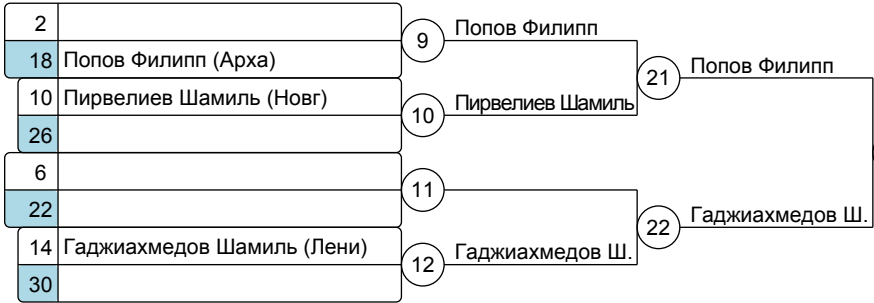 2
18 Попов Филипп (Арха)
10 Пирвелиев Шамиль (Новг)
26
6
22
14 Гаджиахмедов Шамиль (Лени)
30
9 Попов Филипп
10 Пирвелиев Шамиль
11
12 Гаджиахмедов Ш.
21 Попов Филипп
22 Гаджиахмедов Ш.